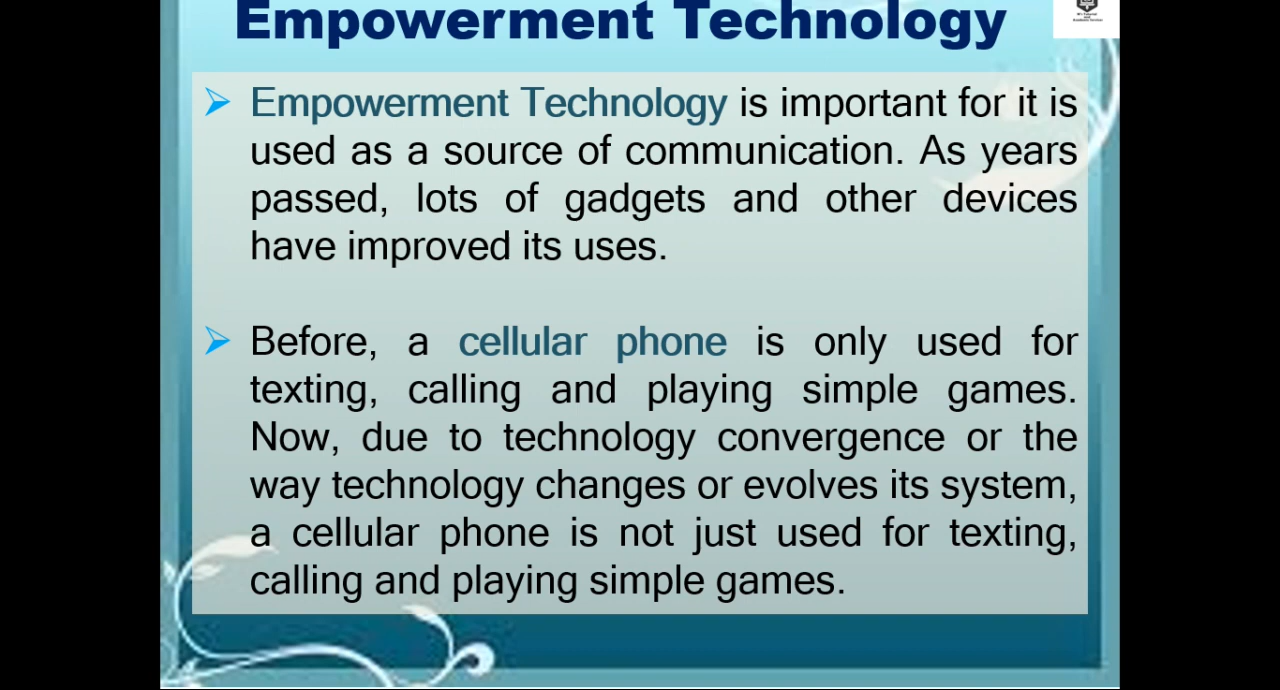 Empowerment Technology
Empowerment Technology is important for it is
used as a source of communication. As years
passed, lots of gadgets and other devices
have improved its uses.
Before, a cellular phone is only used for
texting, calling and playing simple games.
Now, due to technology convergence or the
way technology changes or evolves its system,
a cellular phone is not just used for texting,
calling and playing simple games.